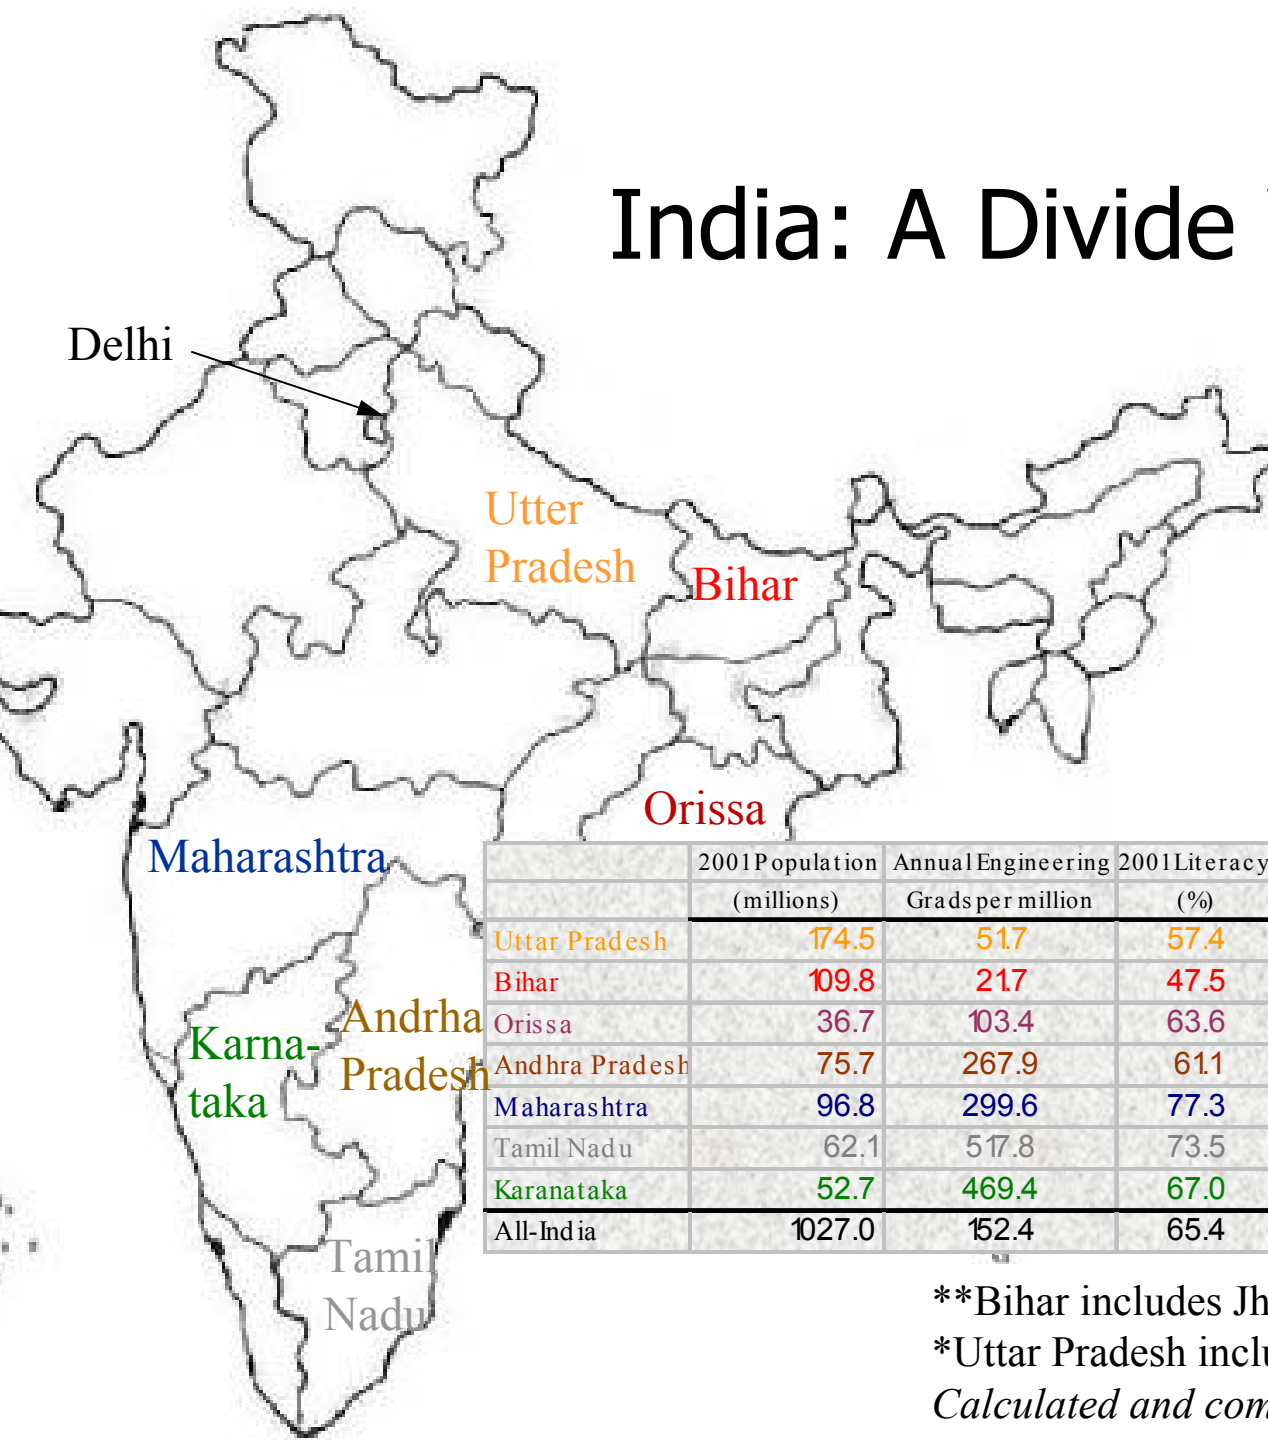 India: A Divide
Delhi
Utter
Pradesh
Bihar
Orissa
Maharashtra
Andrha
Pradesh
Karna-
taka
Tamil
Nadu
2001 Population Annual Engineering 2001 Literacy
(millions) Grads per million (%)
Uttar Pradesh 174.5 51.7 57.4
Bihar 109.8 21.7 47.5
Orissa 36.7 103.4 63.6
Andhra Pradesh 75.7 267.9 61.1
Maharashtra 96.8 299.6 77.3
Tamil Nadu 62.1 517.8 73.5
Karanataka 52.7 469.4 67.0
All-India 1027.0 152.4 65.4
**Bihar includes Jh
*Uttar Pradesh inclu
Calculated and com